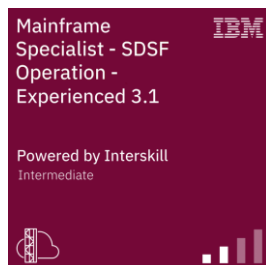 Mainframe
Specialist - SDSF
Operation -
Experienced 3.1
IBM
Powered by Interskill
Intermediate